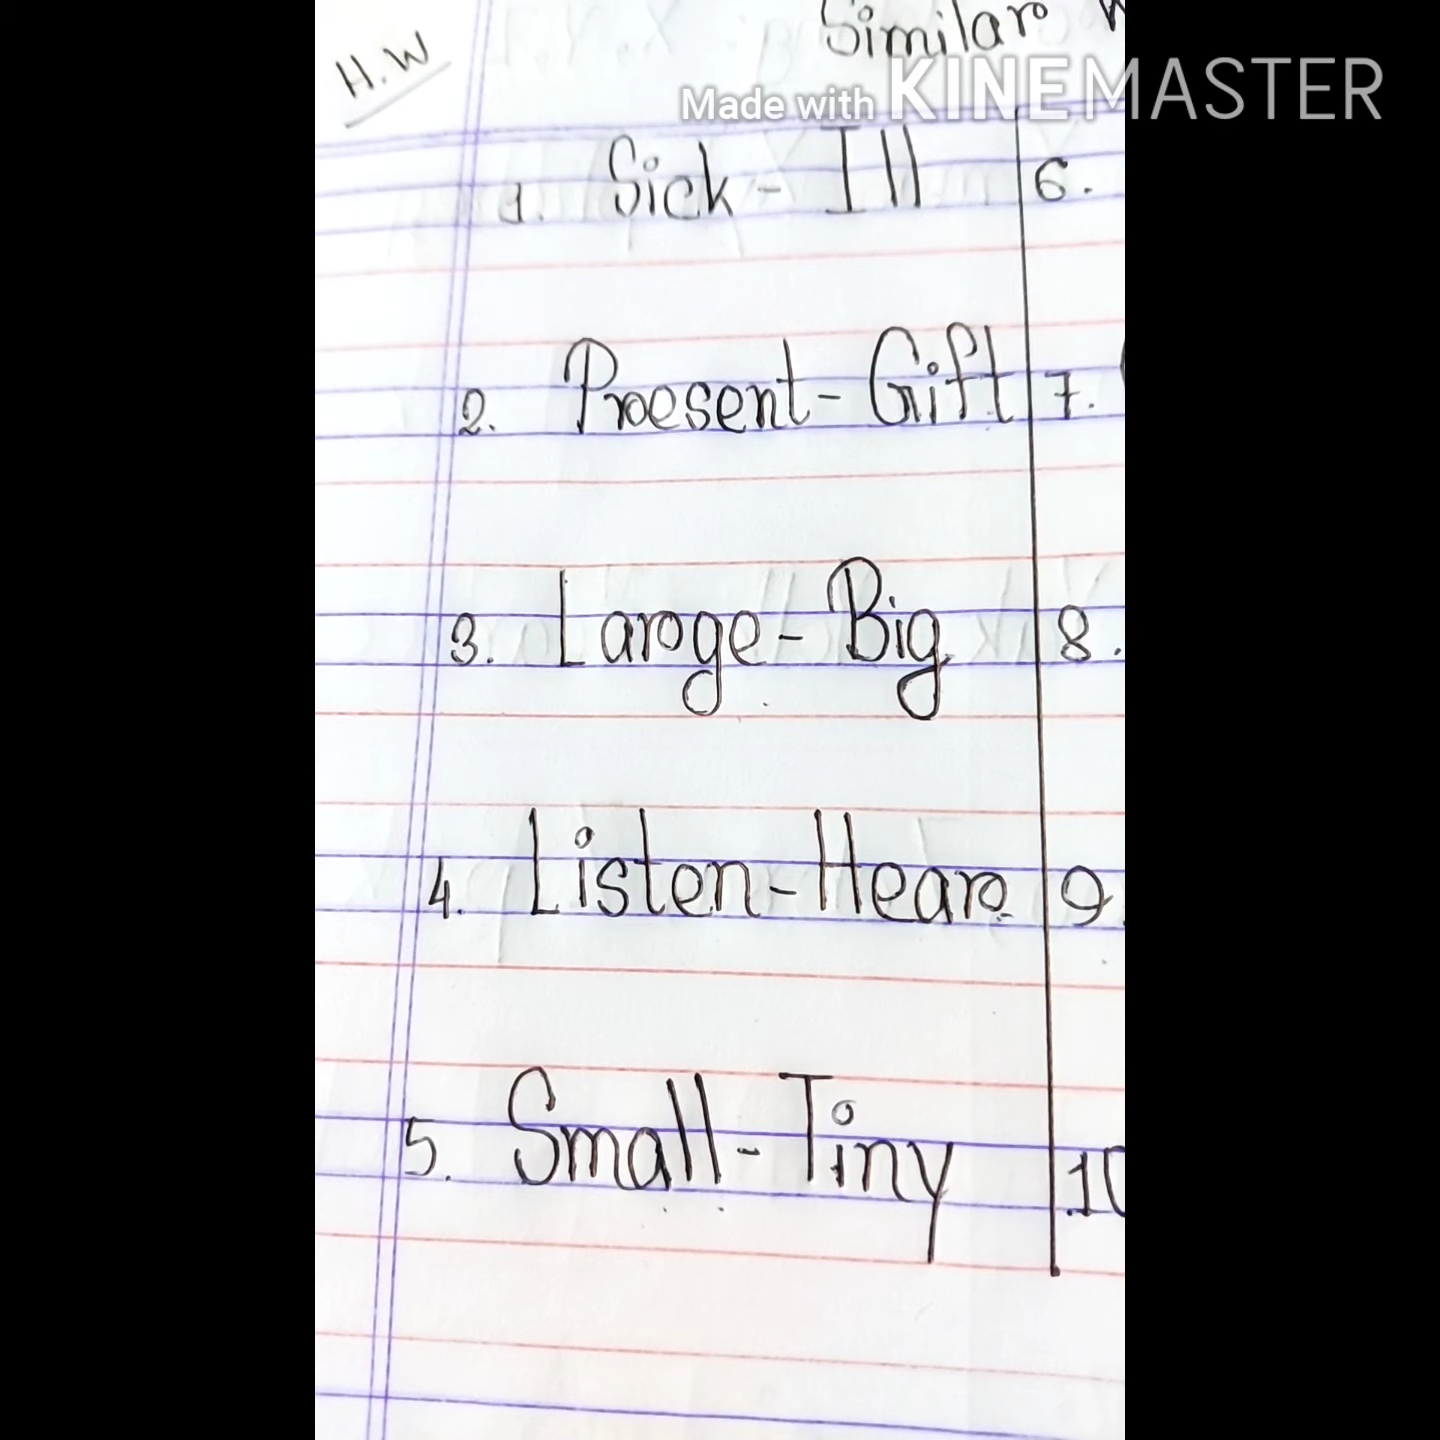 H.W
Similar
Made with KINEMASTER
1. Sick - Ill
6.
2. Present - Gift
7.
3. Large - Big
8.
4. Listen - Hear
9.
5. Small - Tiny
10